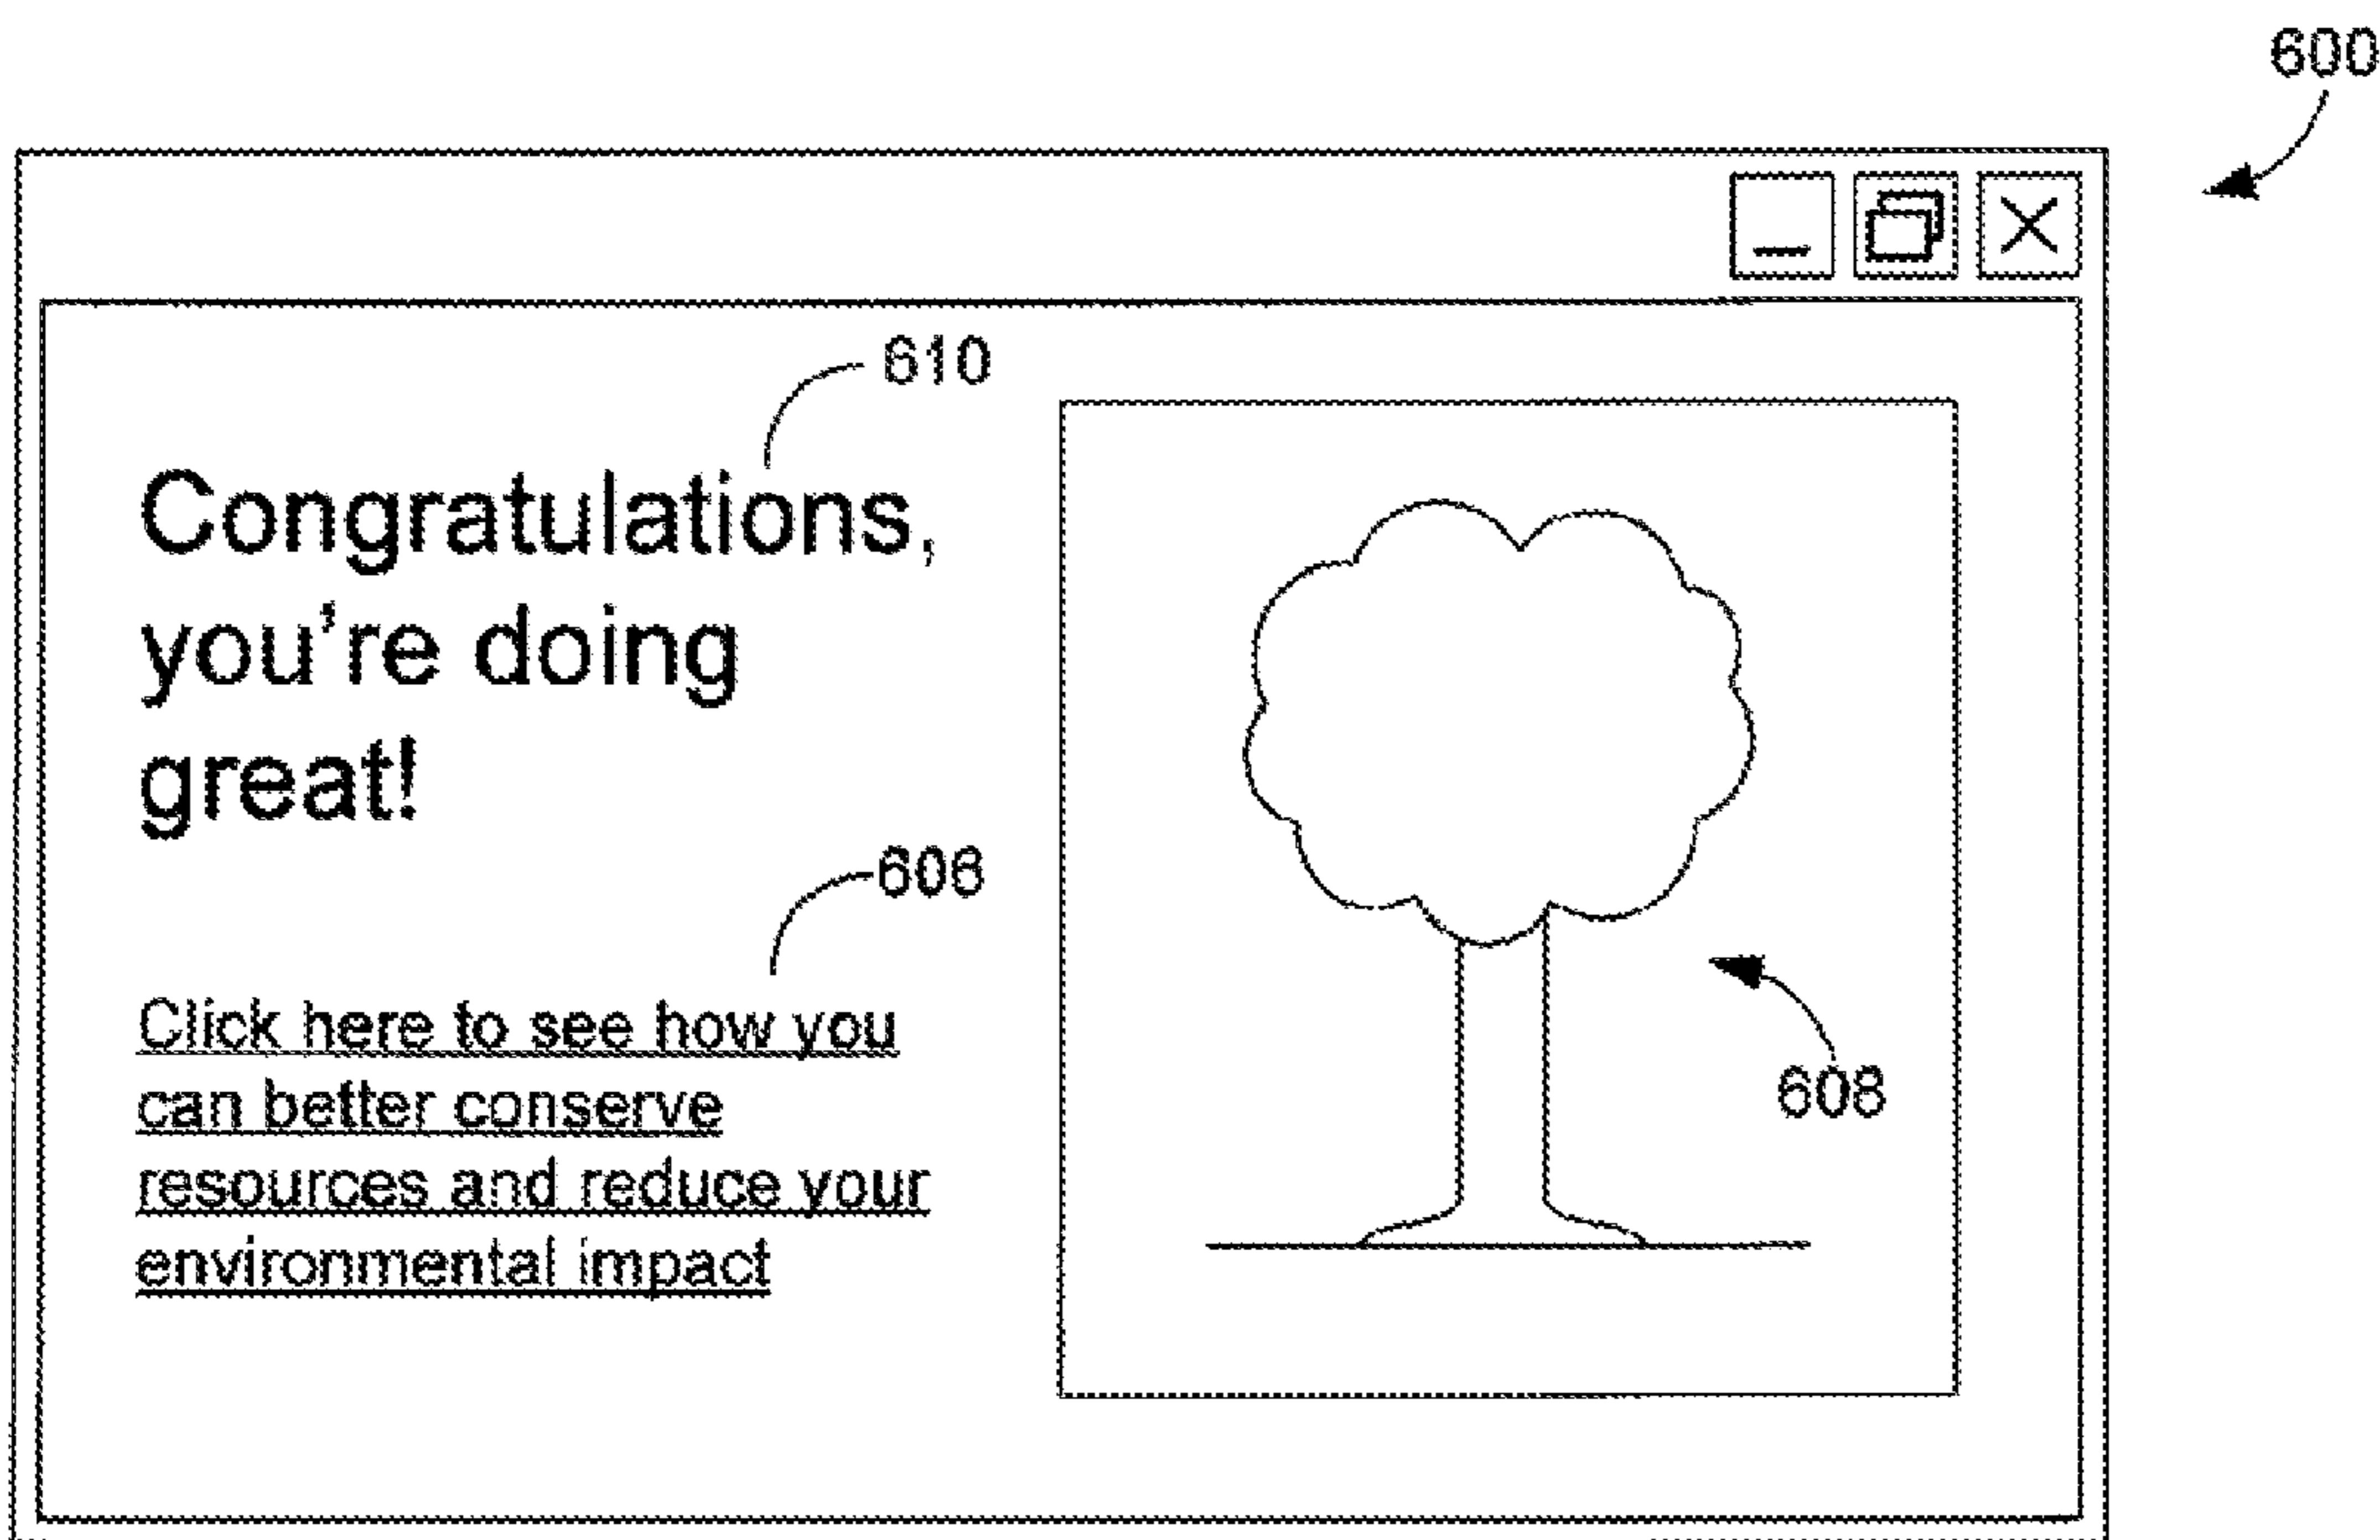 600
610
Congratulations,
you're doing
great!
606
Click here to see how you
can better conserve
resources and reduce your
environmental impact
608